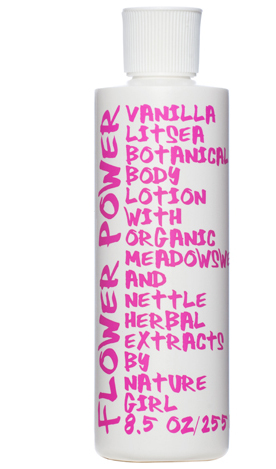 FLOWER POWER
VANILLA
LITSEA
BOTANICAL
BODY
LOTION
WITH
ORGANIC
MEADOWSWE
AND
NETTLE
HERBAL
EXTRACTS
BY
NATURE
GIRL
8.5 OZ/255